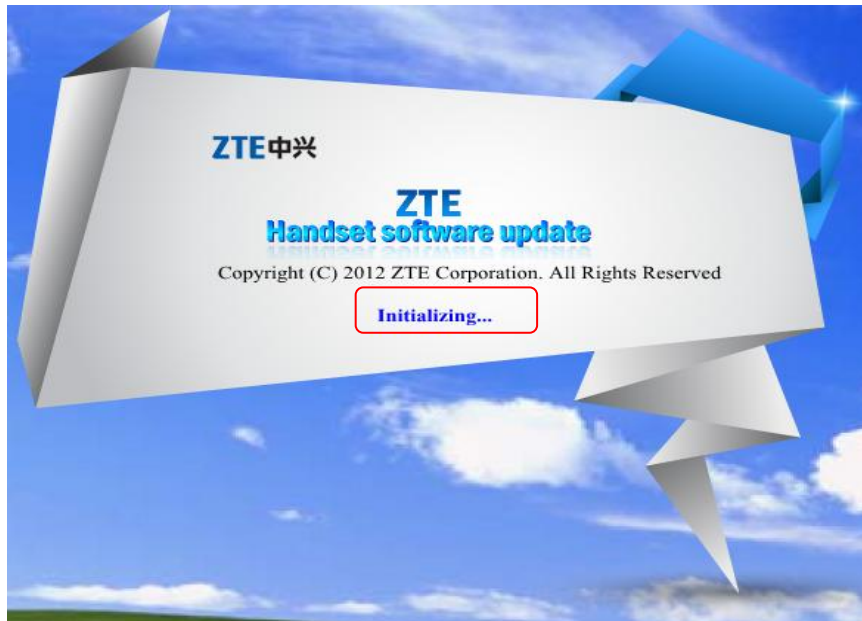 ZTE中兴
ZTE
Handset software update
Copyright (C) 2012 ZTE Corporation. All Rights Reserved
Initializing...